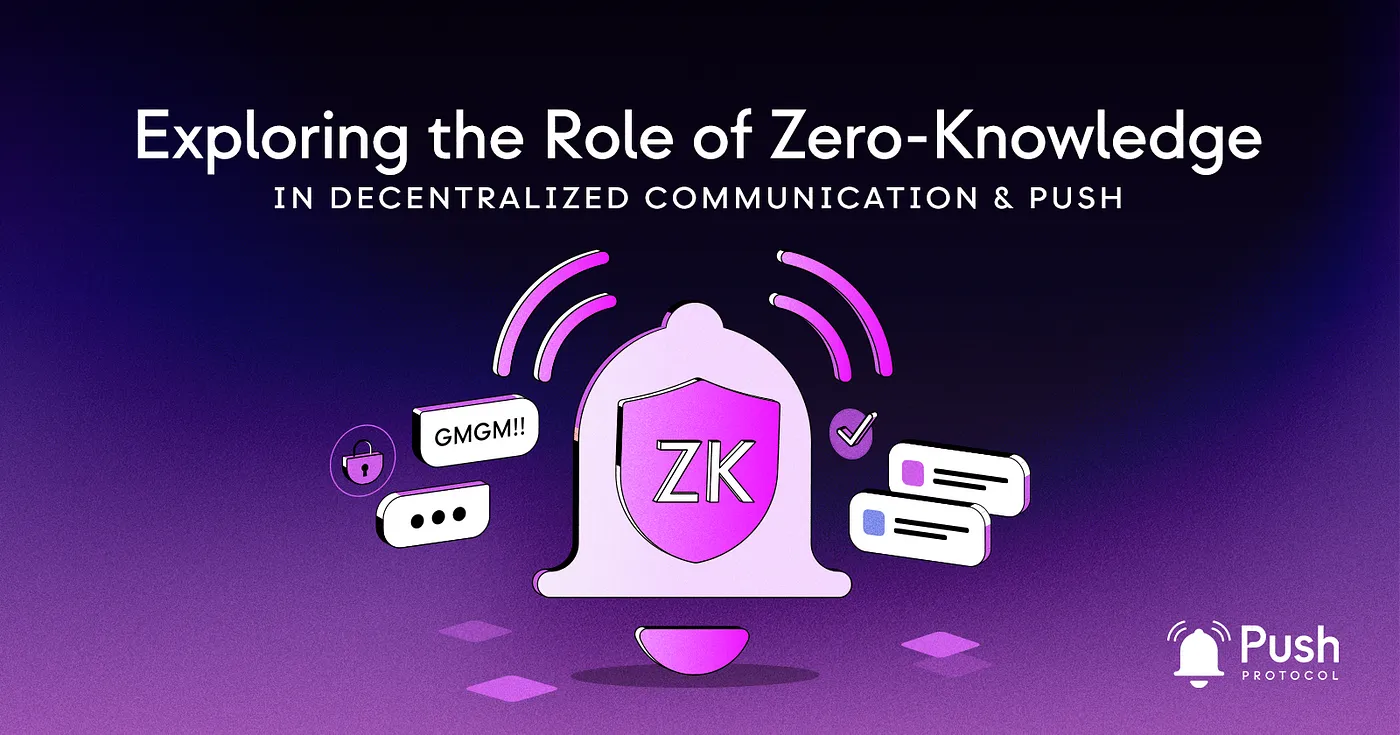 Exploring the Role of Zero-Knowledge
IN DECENTRALIZED COMMUNICATION & PUSH
GMGM!!
ZK
Push
PROTOCOL